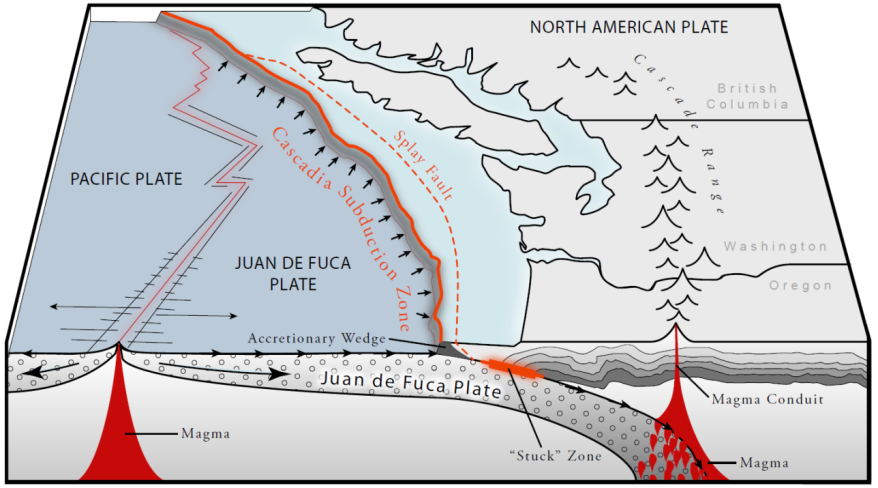 NORTH AMERICAN PLATE
Cascade Range
British
Columbia
Splay Fault
Cascadia Subduction Zone
PACIFIC PLATE
JUAN DE FUCA
PLATE
Washington
Oregon
Accretionary Wedge
Juan de Fuca Plate
Magma Conduit
Magma
"Stuck" Zone
Magma